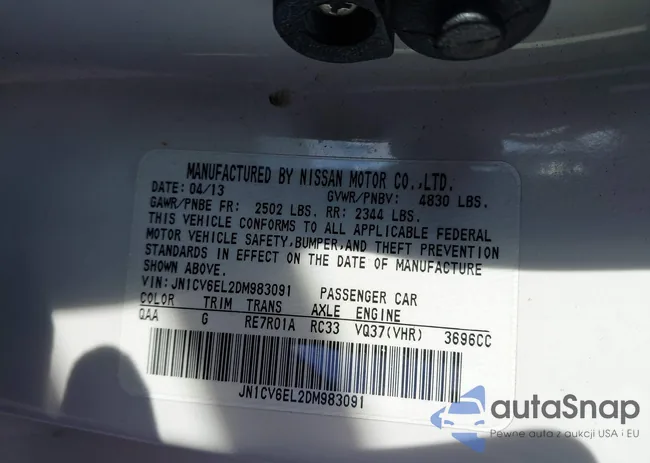 MANUFACTURED BY NISSAN MOTOR CO.,LTD.
DATE: 04/13 GVWR/PNBV: 4830 LBS.
GAWR/PNBE FR: 2502 LBS. RR: 2344 LBS.
THIS VEHICLE CONFORMS TO ALL APPLICABLE FEDERAL
MOTOR VEHICLE SAFETY,BUMPER,AND THEFT PREVENTION
STANDARDS IN EFFECT ON THE DATE OF MANUFACTURE
SHOWN ABOVE.
VIN: JN1CV6EL2DM983091 PASSENGER CAR
COLOR TRIM TRANS AXLE ENGINE
QAA G RE7R01A RC33 VQ37(VHR) 3696CC
JN1CV6EL2DM983091
autoSnap
Pewne auta z aukcji USA i EU